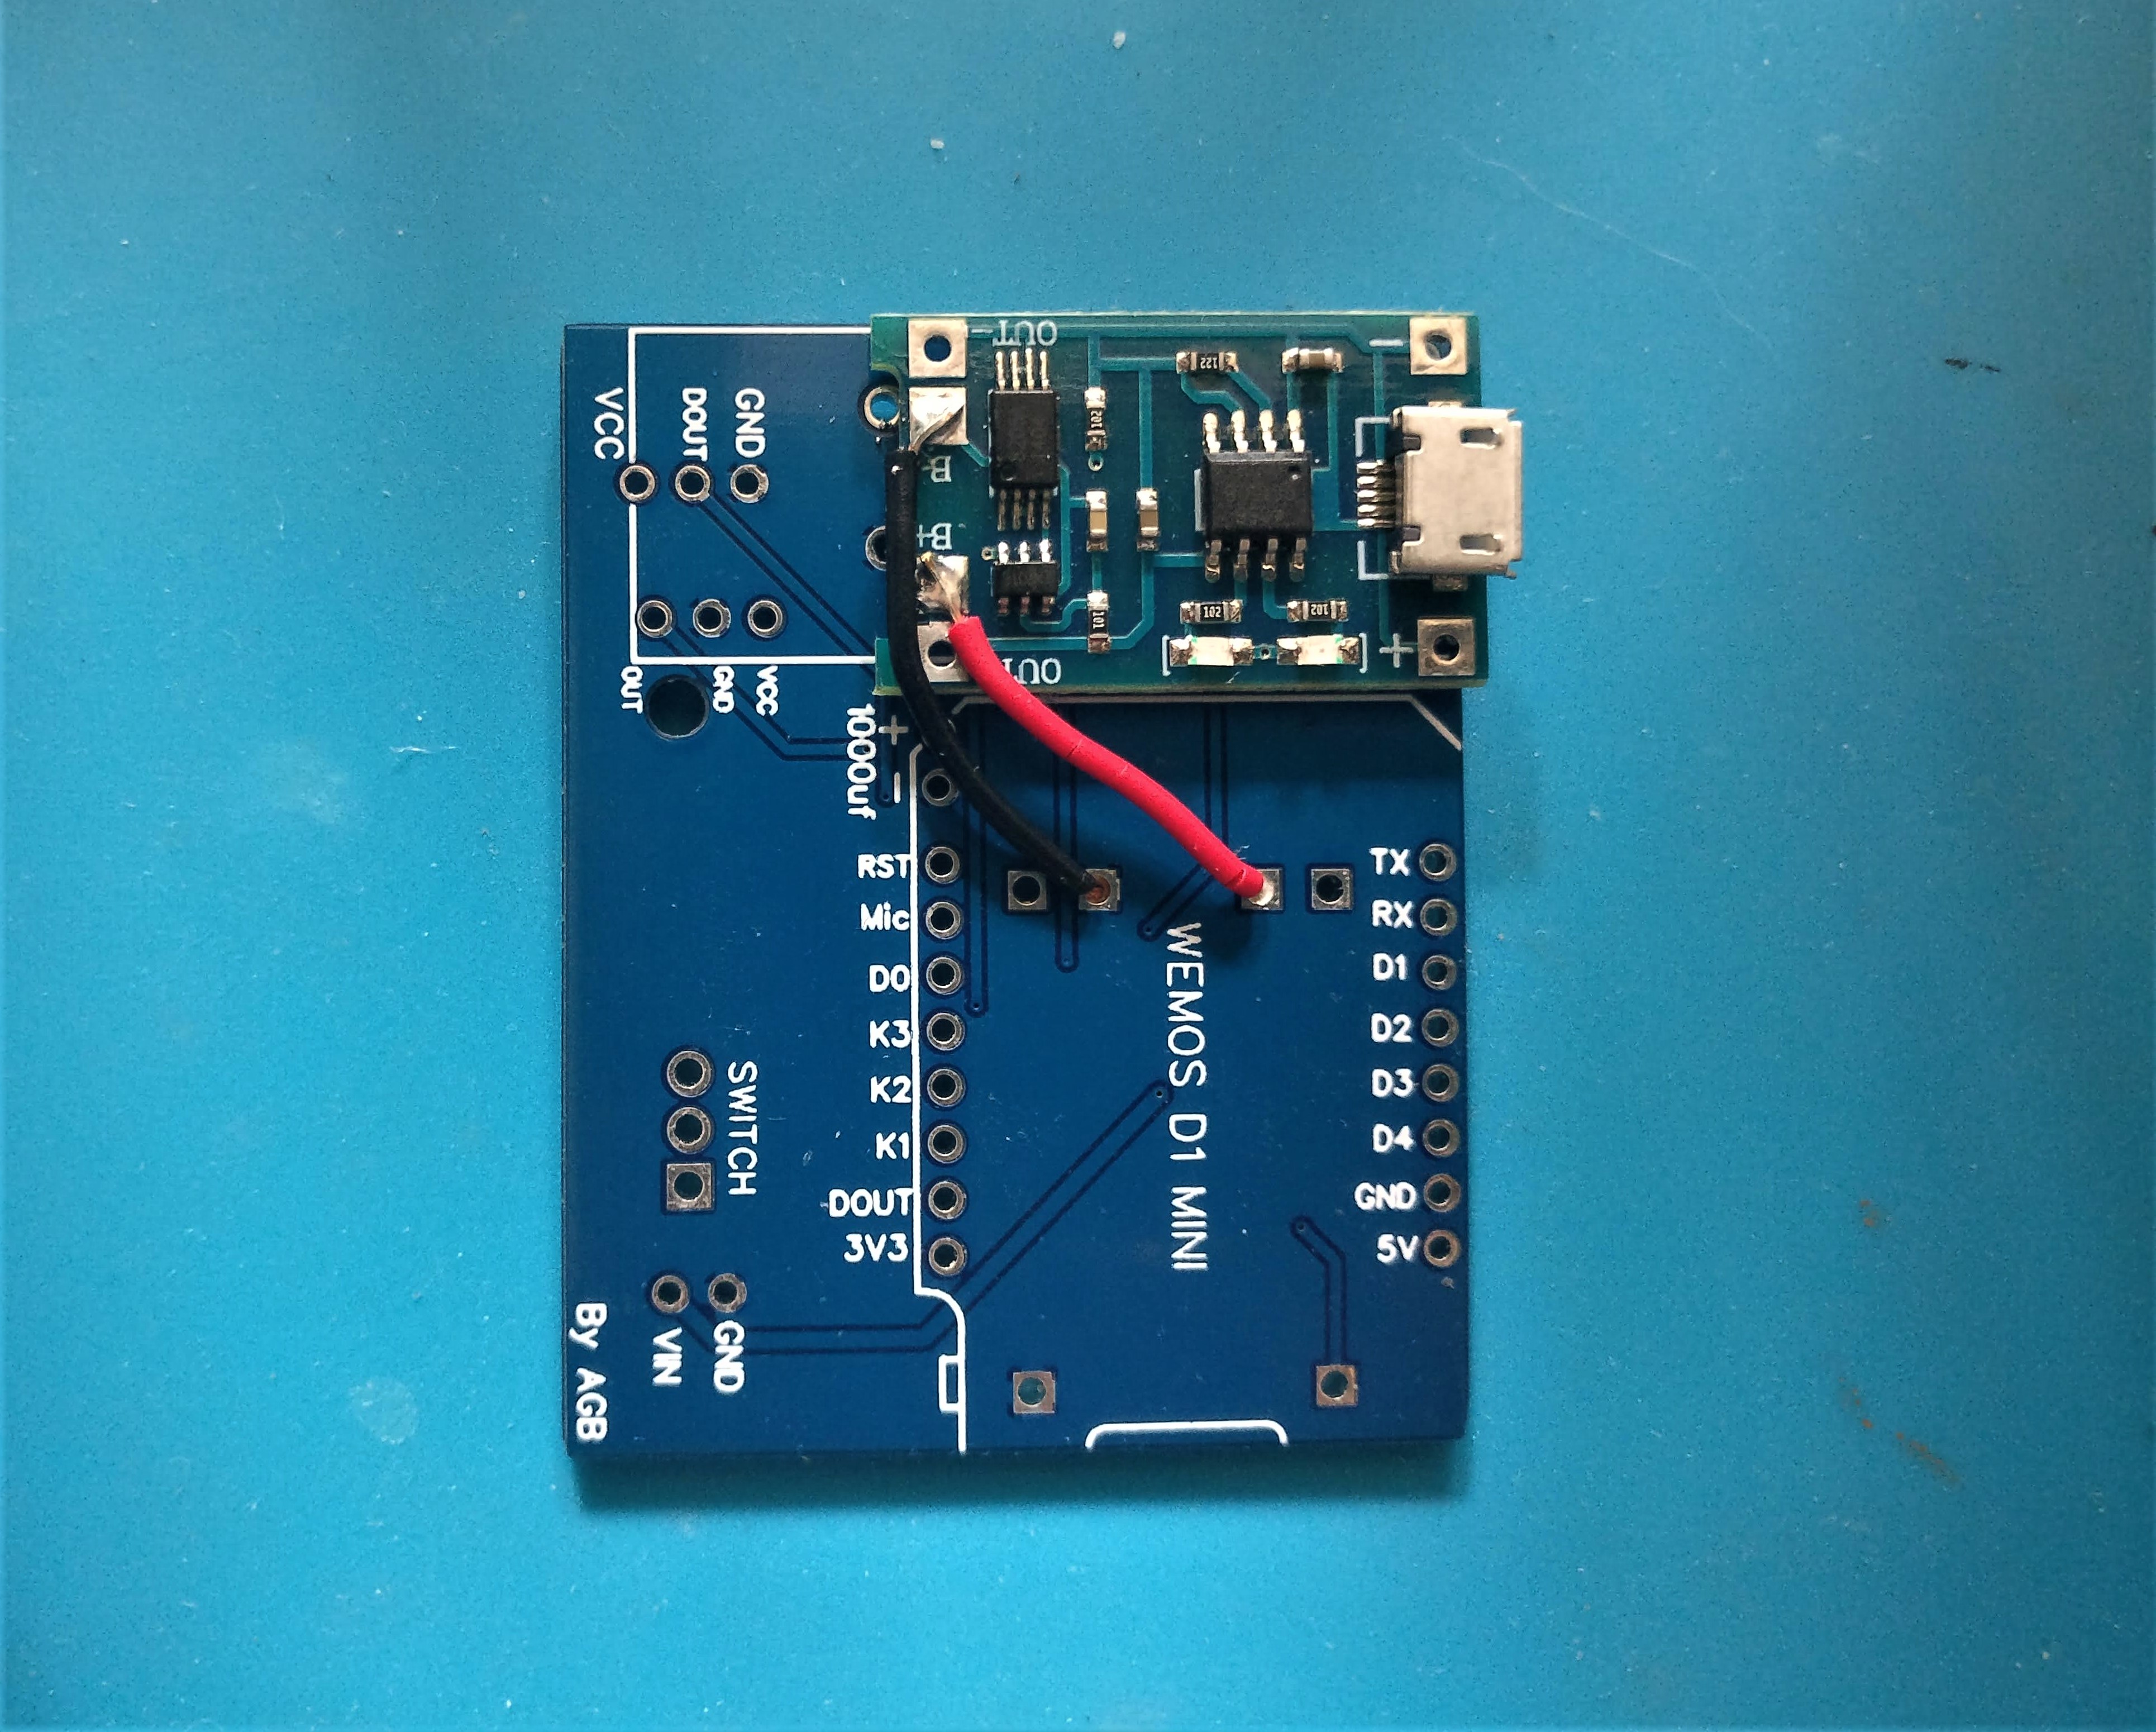 OUT-
122
VCC
DOUT
GND
102
B-
B+
101
102
102
OUT
OUT
GND
VCC
+
1000uf
-
-
+
RST
Mic
D0
K3
K2
K1
DOUT
3V3
TX
RX
D1
D2
D3
D4
GND
5V
WEMOS D1 MINI
SWITCH
VIN
GND
By AGB